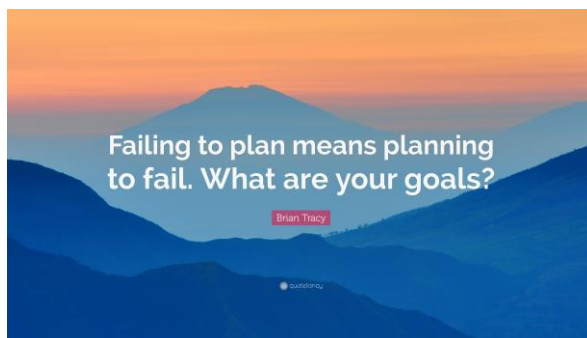 Failing to plan means planning
to fail. What are your goals?
Brian Tracy
quotefancy